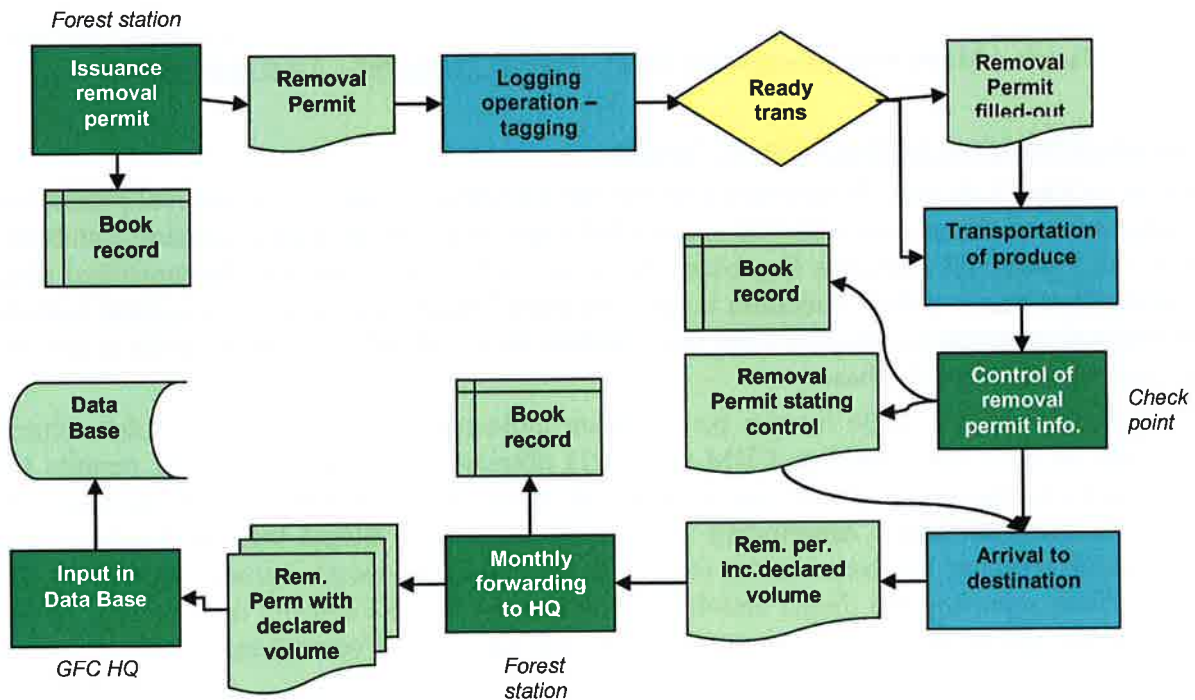 Forest station
Issuance
removal
permit
Removal
Permit
Logging
operation –
tagging
Ready
trans
Removal
Permit
filled-out
Book
record
Transportation
of produce
Book
record
Control of
removal
permit info.
Check
point
Removal
Permit stating
control
Book
record
Data
Base
Arrival to
destination
Rem. per.
inc.declared
volume
Monthly
forwarding
to HQ
Forest
station
Rem.
Perm with
declared
volume
Input in
Data Base
GFC HQ